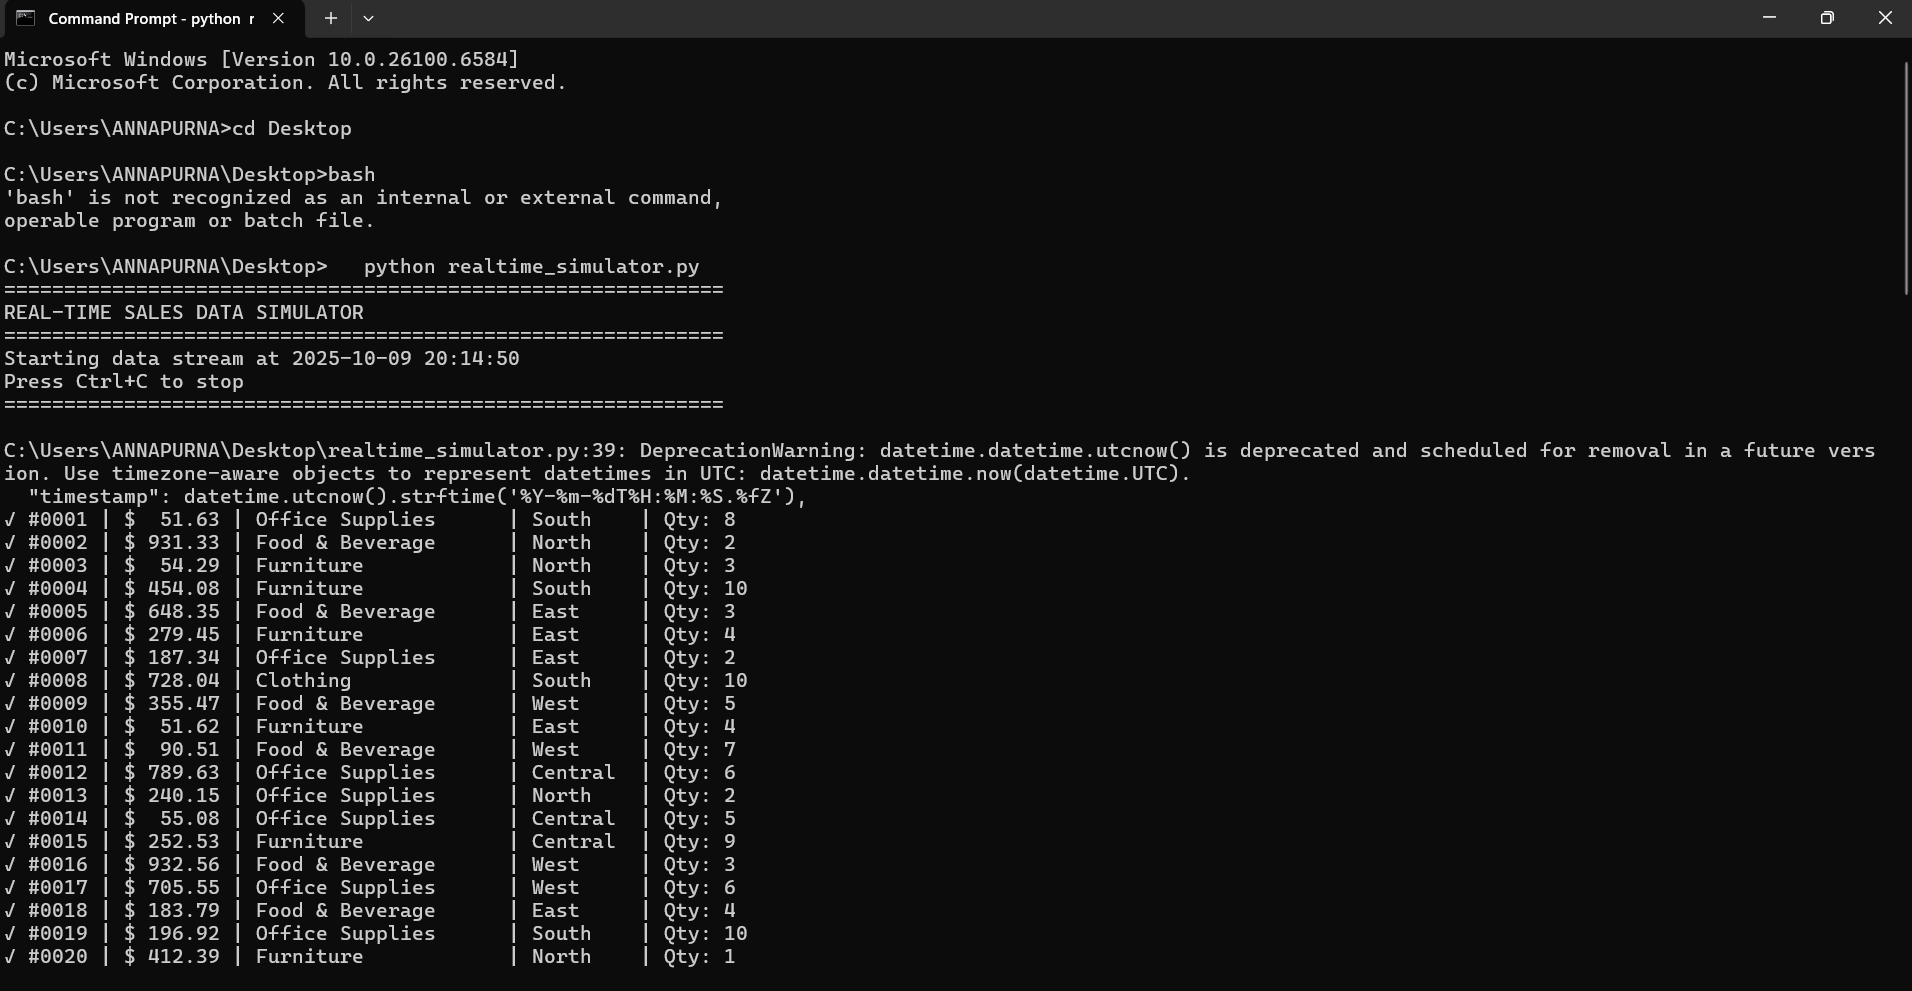 Command Prompt - python r
Microsoft Windows [Version 10.0.26100.6584]
(c) Microsoft Corporation. All rights reserved.
C:\Users\ANNAPURNA>cd Desktop
C:\Users\ANNAPURNA\Desktop>bash
'bash' is not recognized as an internal or external command,
operable program or batch file.
C:\Users\ANNAPURNA\Desktop>   python realtime_simulator.py
============================================================
REAL-TIME SALES DATA SIMULATOR
============================================================
Starting data stream at 2025-10-09 20:14:50
Press Ctrl+C to stop
============================================================
C:\Users\ANNAPURNA\Desktop\realtime_simulator.py:39: DeprecationWarning: datetime.datetime.utcnow() is deprecated and scheduled for removal in a future vers
ion. Use timezone-aware objects to represent datetimes in UTC: datetime.datetime.now(datetime.UTC).
  "timestamp": datetime.utcnow().strftime('%Y-%m-%dT%H:%M:%S.%fZ'),
√ #0001 | $  51.63 | Office Supplies      | South    | Qty: 8
√ #0002 | $ 931.33 | Food & Beverage      | North    | Qty: 2
√ #0003 | $  54.29 | Furniture            | North    | Qty: 3
√ #0004 | $ 454.08 | Furniture            | South    | Qty: 10
√ #0005 | $ 648.35 | Food & Beverage      | East     | Qty: 3
√ #0006 | $ 279.45 | Furniture            | East     | Qty: 4
√ #0007 | $ 187.34 | Office Supplies      | East     | Qty: 2
√ #0008 | $ 728.04 | Clothing             | South    | Qty: 10
√ #0009 | $ 355.47 | Food & Beverage      | West     | Qty: 5
√ #0010 | $  51.62 | Furniture            | East     | Qty: 4
√ #0011 | $  90.51 | Food & Beverage      | West     | Qty: 7
√ #0012 | $ 789.63 | Office Supplies      | Central  | Qty: 6
√ #0013 | $ 240.15 | Office Supplies      | North    | Qty: 2
√ #0014 | $  55.08 | Office Supplies      | Central  | Qty: 5
√ #0015 | $ 252.53 | Furniture            | Central  | Qty: 9
√ #0016 | $ 932.56 | Food & Beverage      | West     | Qty: 3
√ #0017 | $ 705.55 | Office Supplies      | West     | Qty: 6
√ #0018 | $ 183.79 | Food & Beverage      | East     | Qty: 4
√ #0019 | $ 196.92 | Office Supplies      | South    | Qty: 10
√ #0020 | $ 412.39 | Furniture            | North    | Qty: 1